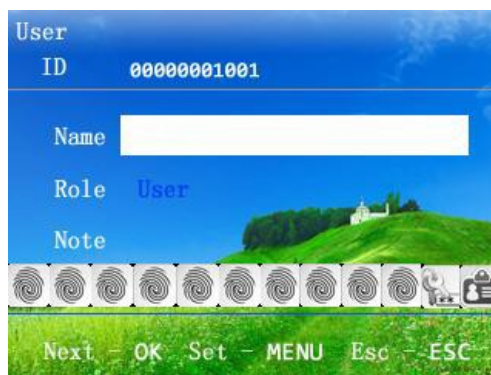 User
ID 00000001001
Name
Role User
Note
Next - OK Set - MENU Esc - ESC